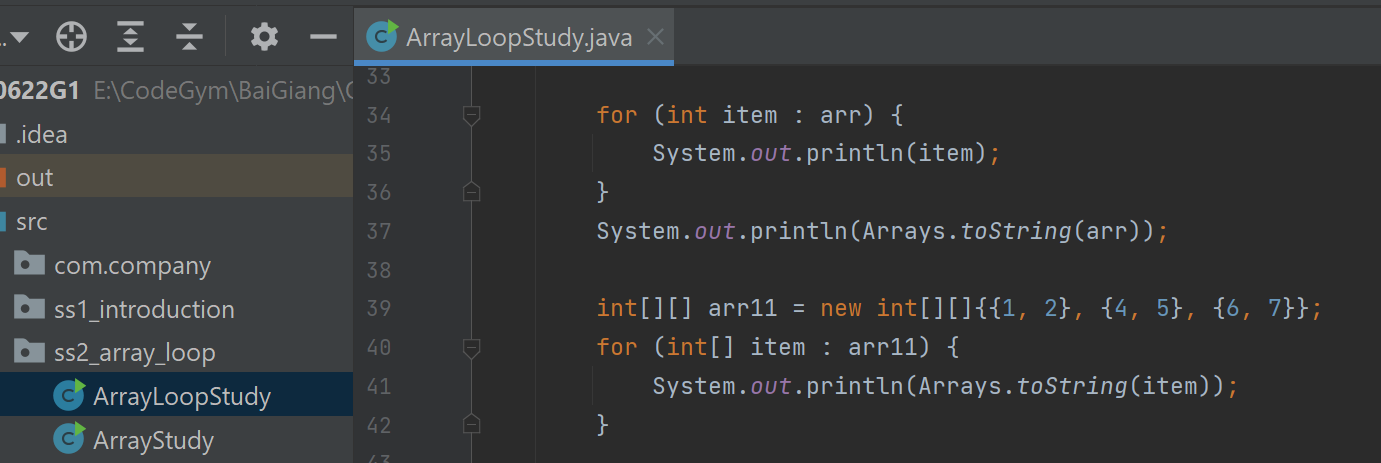 ArrayLoopStudy.java
0622G1 E:\CodeGym\BaiGiang\
.idea
out
src
com.company
ss1_introduction
ss2_array_loop
ArrayLoopStudy
ArrayStudy
33
34 for (int item : arr) {
35 System.out.println(item);
36 }
37 System.out.println(Arrays.toString(arr));
38
39 int[][] arr11 = new int[][]{{1, 2}, {4, 5}, {6, 7}};
40 for (int[] item : arr11) {
41 System.out.println(Arrays.toString(item));
42 }
43